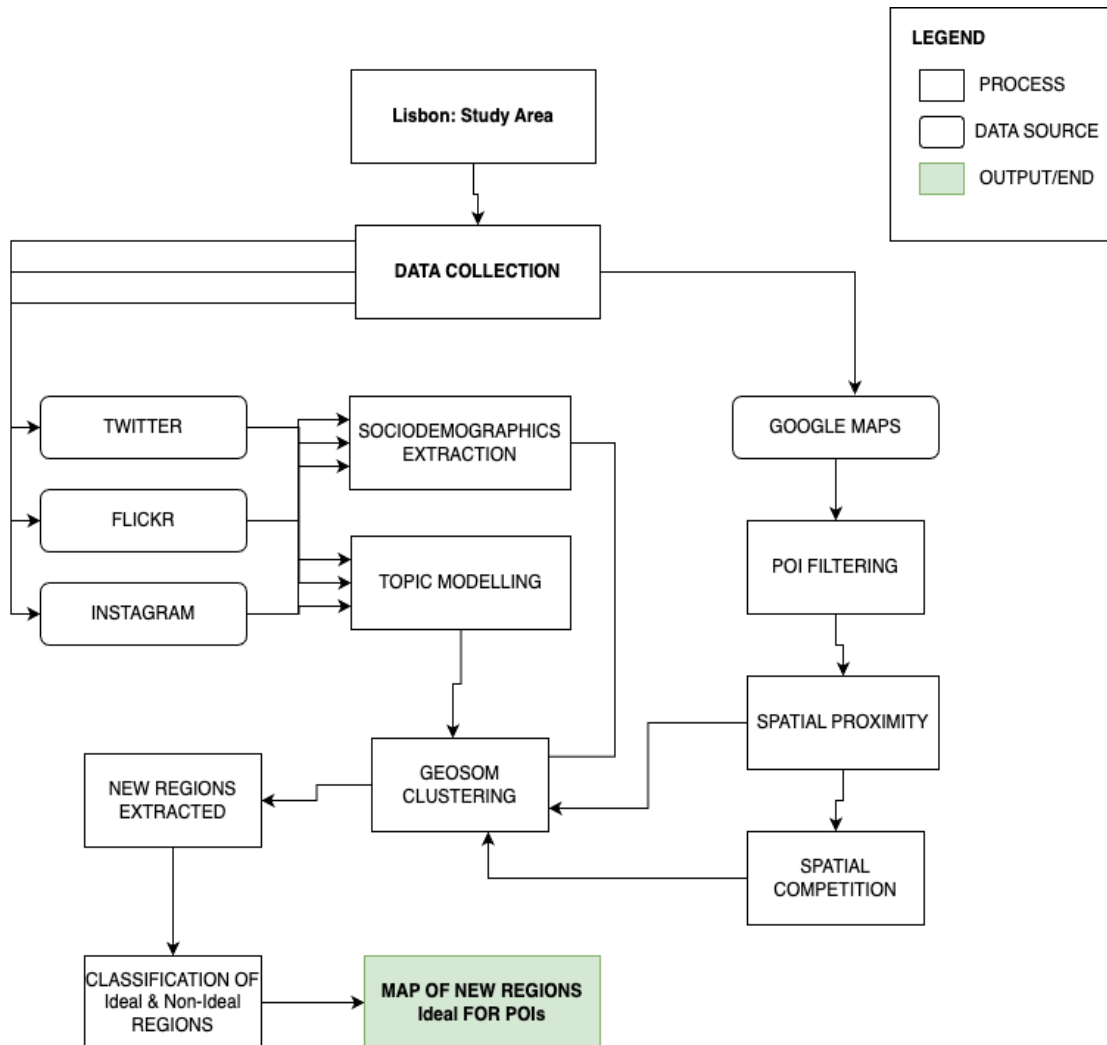 LEGEND
PROCESS
DATA SOURCE
OUTPUT/END
Lisbon: Study Area
DATA COLLECTION
TWITTER
FLICKR
INSTAGRAM
SOCIODEMOGRAPHICS
EXTRACTION
TOPIC MODELLING
GOOGLE MAPS
POI FILTERING
SPATIAL PROXIMITY
SPATIAL
COMPETITION
GEOSOM
CLUSTERING
NEW REGIONS
EXTRACTED
CLASSIFICATION OF
Ideal & Non-Ideal
REGIONS
MAP OF NEW REGIONS
Ideal FOR POIs